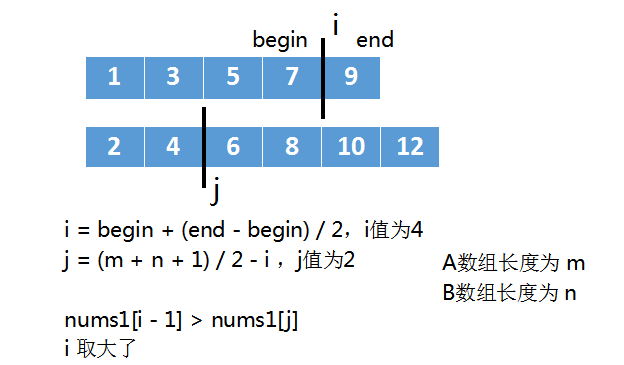 i
begin end
1 3 5 7 9
2 4 6 8 10 12
j
i = begin + (end - begin) / 2，i值为4
j = (m + n + 1) / 2 - i ，j值为2
A数组长度为 m
B数组长度为 n
nums1[i - 1] > nums1[j]
i 取大了